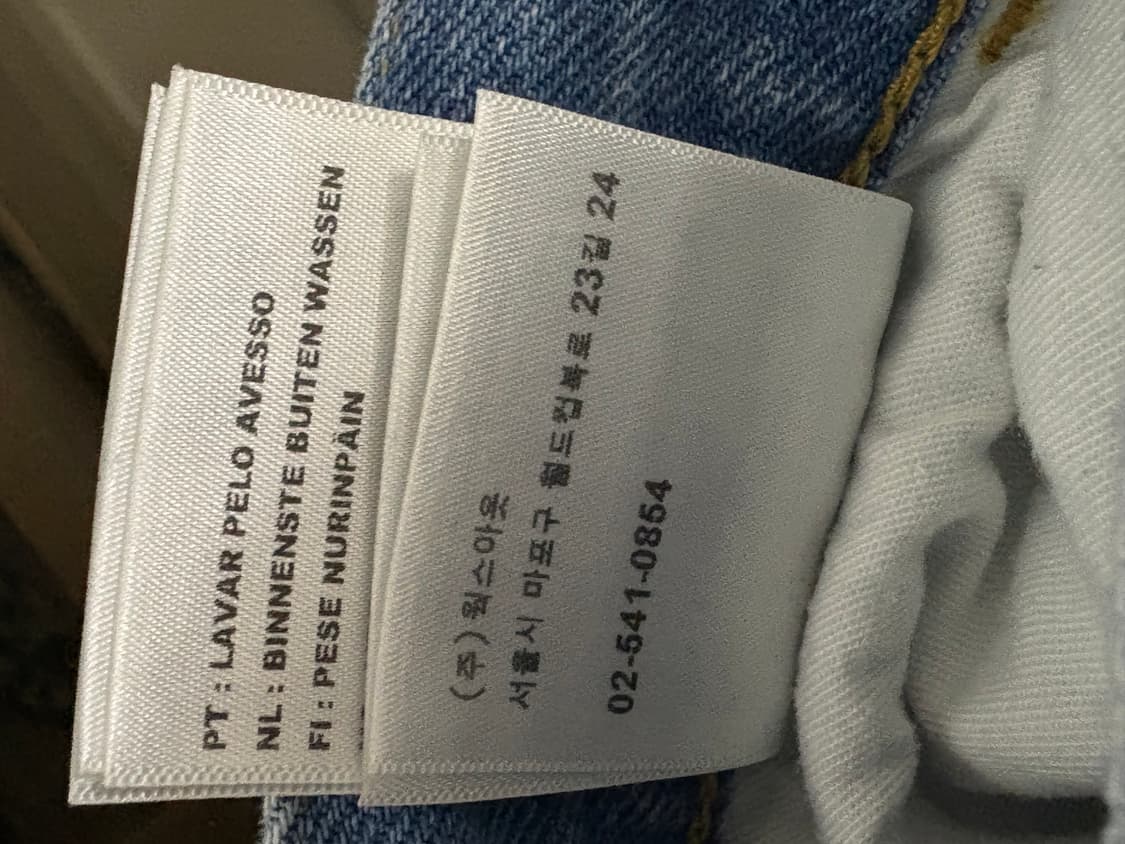 PT : LAVAR PELO AVESSO
NL : BINNENSTE BUITEN WASSEN
FI : PESE NURINPÄIN
(주) 웍스아웃
서울시 마포구 월드컵북로 23길 24
02-541-0854